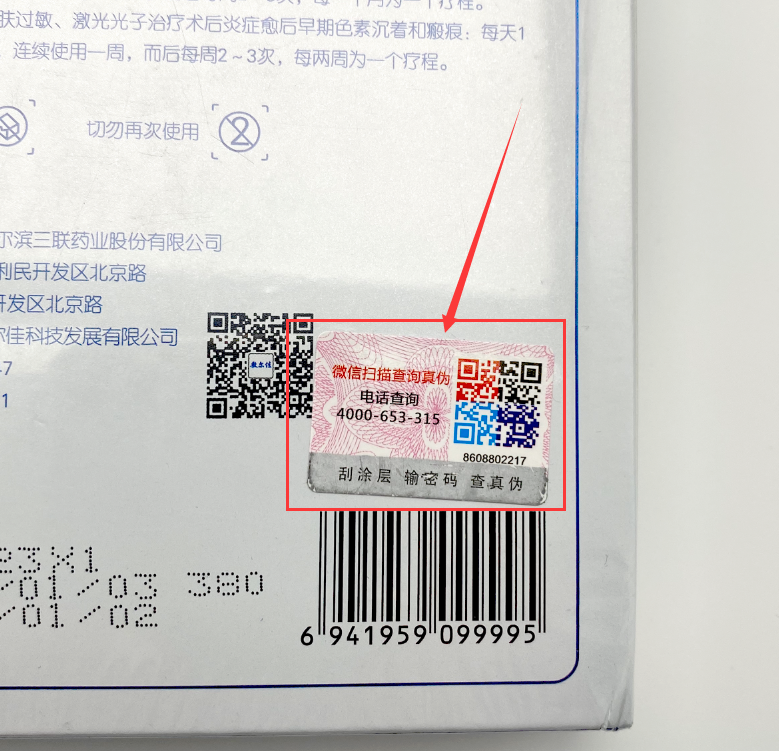 肤过敏、激光光子治疗术后炎症愈后早期色素沉着和瘢痕：每天1
连续使用一周，而后每周2～3次，每两周为一个疗程。
切勿再次使用
尔滨三联药业股份有限公司
利民开发区北京路
开发区北京路
尔佳科技发展有限公司
敷尔佳
微信扫描查询真伪
电话查询
4000-653-315
8608802217
刮涂层 输密码 查真伪
23X1
/01/03 380
/01/02
6 941959 099995